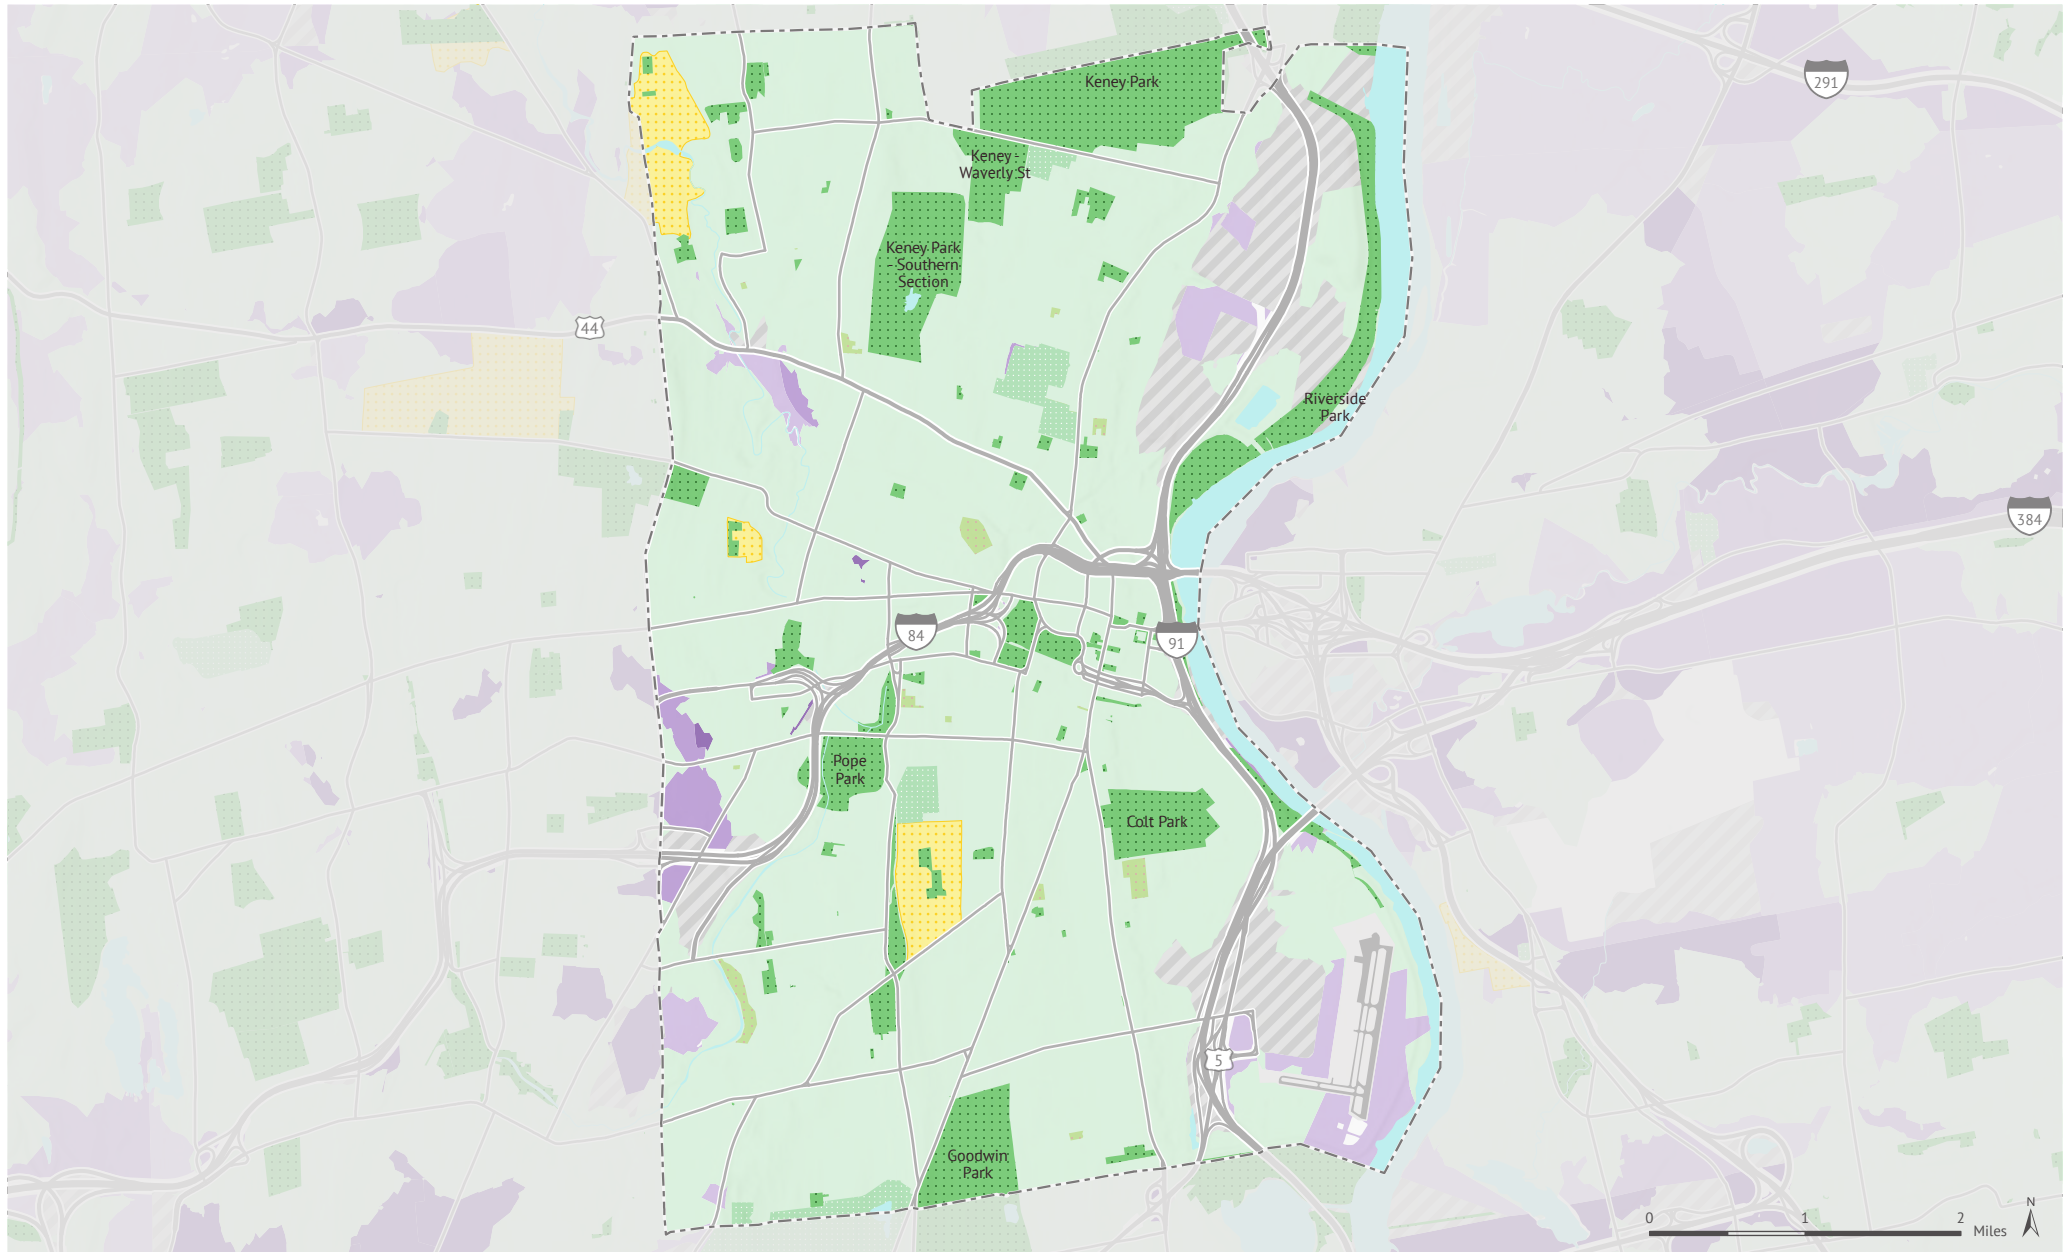 Keney Park
291
Keney -
Waverly St
Keney Park
- Southern
Section
44
Riverside
Park
384
84
91
Pope
Park
Colt Park
5
Goodwin
Park
N
0 1 2 Miles